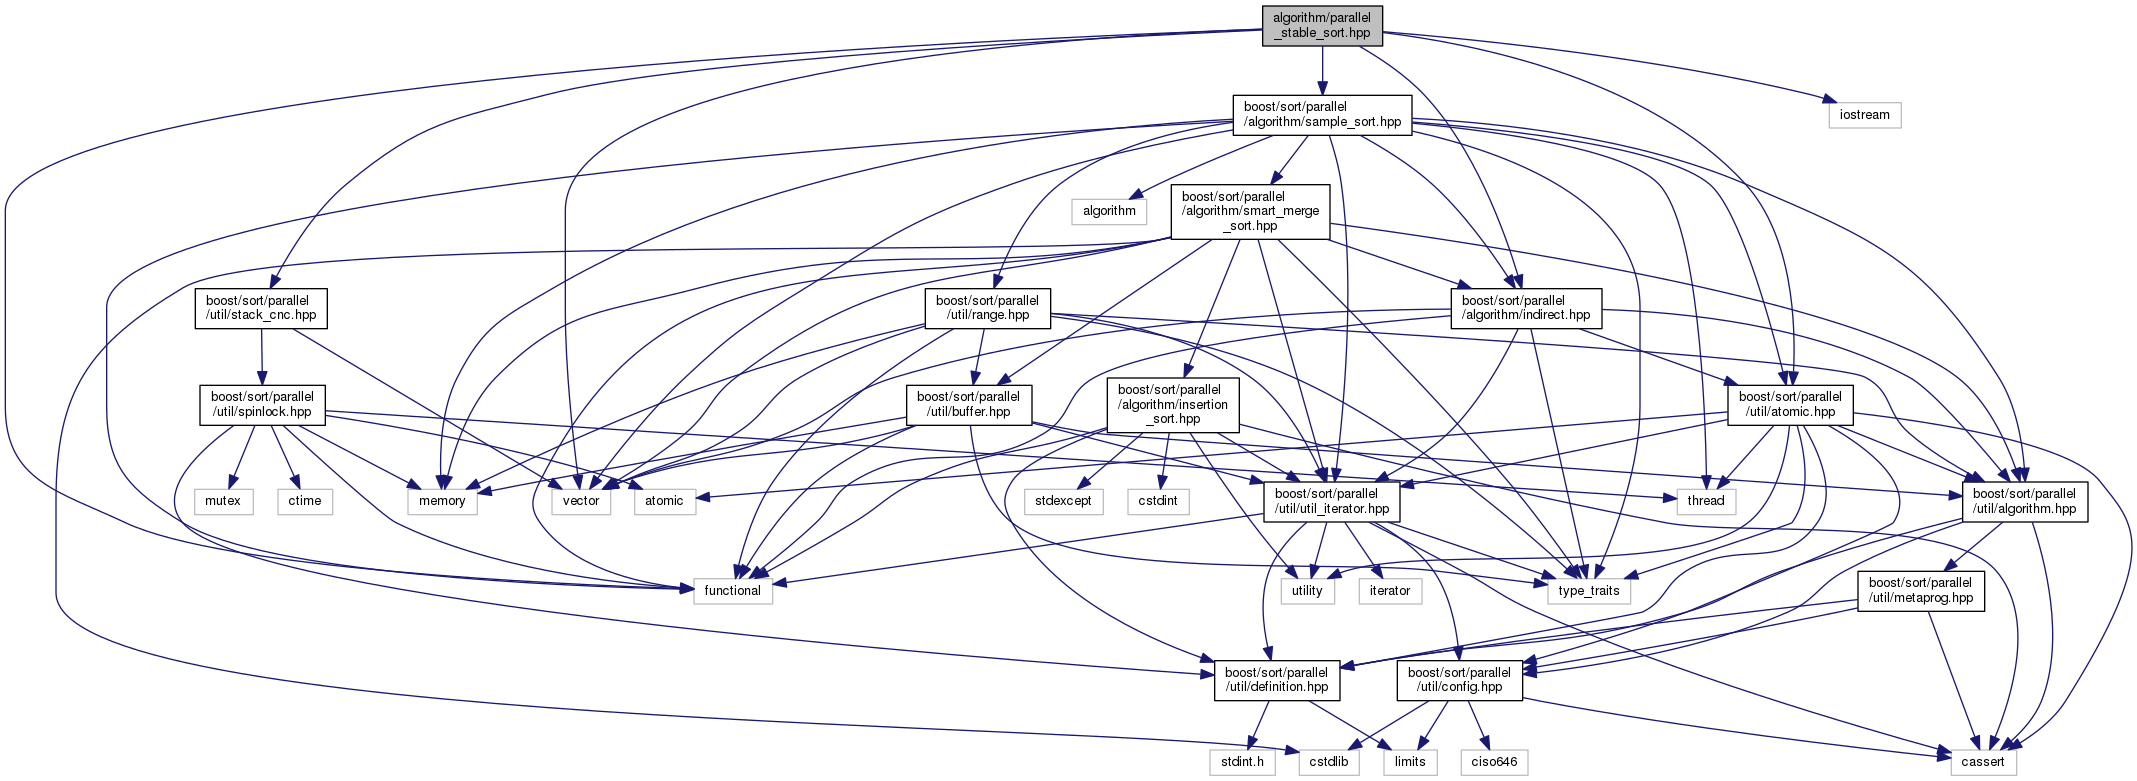 algorithm/parallel
_stable_sort.hpp
boost/sort/parallel
/algorithm/sample_sort.hpp
iostream
algorithm
boost/sort/parallel
/algorithm/smart_merge
_sort.hpp
boost/sort/parallel
/util/stack_cnc.hpp
boost/sort/parallel
/util/range.hpp
boost/sort/parallel
/algorithm/indirect.hpp
boost/sort/parallel
/util/spinlock.hpp
boost/sort/parallel
/util/buffer.hpp
boost/sort/parallel
/algorithm/insertion
_sort.hpp
boost/sort/parallel
/util/atomic.hpp
mutex
ctime
memory
vector
atomic
stdexcept
cstdint
boost/sort/parallel
/util/util_iterator.hpp
thread
boost/sort/parallel
/util/algorithm.hpp
functional
utility
iterator
type_traits
boost/sort/parallel
/util/metaprog.hpp
boost/sort/parallel
/util/definition.hpp
boost/sort/parallel
/util/config.hpp
stdint.h
cstdlib
limits
ciso646
cassert